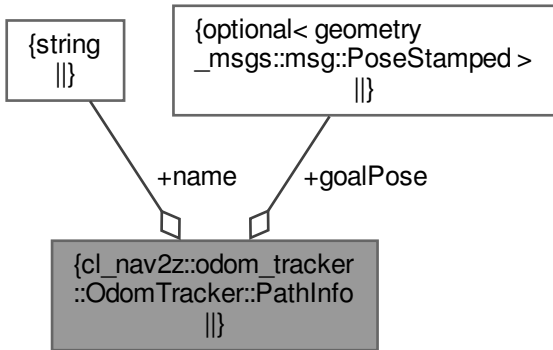 {string
||}
{optional< geometry
_msgs::msg::PoseStamped >
||}
+name
+goalPose
{cl_nav2z::odom_tracker
::OdomTracker::PathInfo
||}